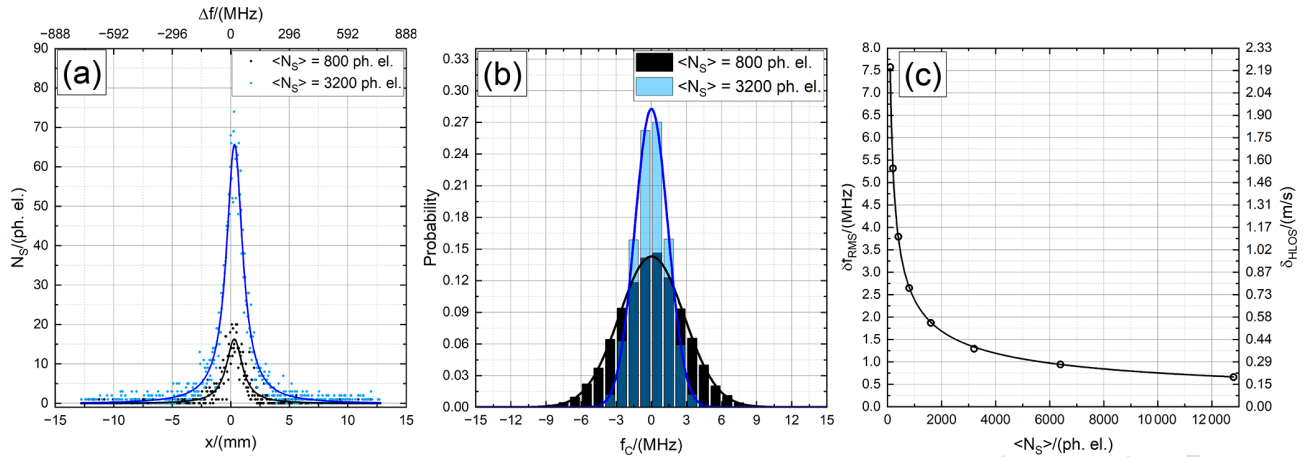 Δf/(MHz)
−888 −592 −296 0 296 592 888
90
80
70
60
50
40
30
20
10
0
N_S/(ph. el.)
(a)
<N_S> = 800 ph. el.
<N_S> = 3200 ph. el.
−15 −10 −5 0 5 10 15
x/(mm)
0.33
0.30
0.27
0.24
0.21
0.18
0.15
0.12
0.09
0.06
0.03
0.00
Probability
(b)
<N_S> = 800 ph. el.
<N_S> = 3200 ph. el.
−15 −12 −9 −6 −3 0 3 6 9 12 15
f_C/(MHz)
8.0
7.5
7.0
6.5
6.0
5.5
5.0
4.5
4.0
3.5
3.0
2.5
2.0
1.5
1.0
0.5
0.0
δf_RMS/(MHz)
(c)
2.33
2.19
2.04
1.90
1.75
1.60
1.46
1.31
1.17
1.02
0.87
0.73
0.58
0.44
0.29
0.15
0.00
δ_HLOS/(m/s)
0 2000 4000 6000 8000 10 000 12 000
<N_S>/(ph. el.)